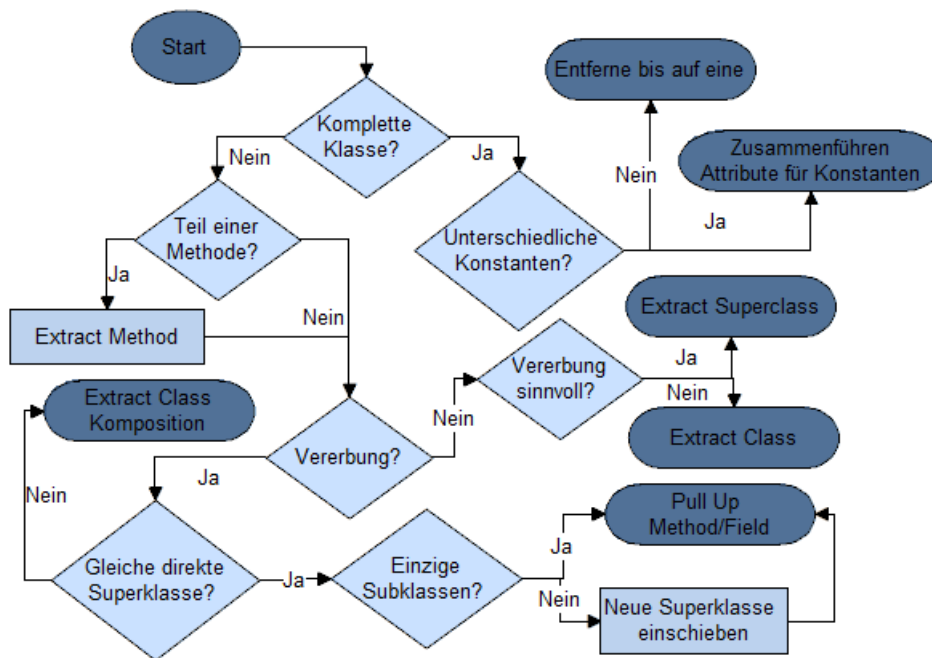 Start
Entferne bis auf eine
Komplette
Klasse?
Nein
Ja
Nein
Zusammenführen
Attribute für Konstanten
Teil einer
Methode?
Unterschiedliche
Konstanten?
Ja
Ja
Nein
Extract Method
Extract Superclass
Vererbung
sinnvoll?
Ja
Nein
Extract Class
Komposition
Nein
Vererbung?
Extract Class
Ja
Nein
Pull Up
Method/Field
Gleiche direkte
Superklasse?
Ja
Einzige
Subklassen?
Ja
Nein
Neue Superklasse
einschieben